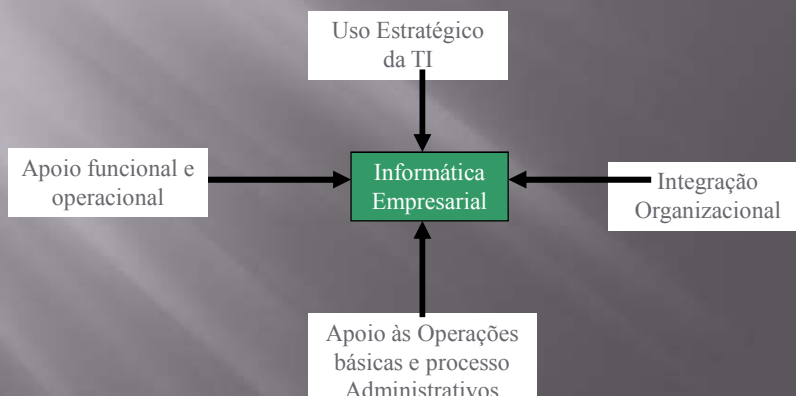 Uso Estratégico
da TI
Apoio funcional e
operacional
Informática
Empresarial
Integração
Organizacional
Apoio às Operações
básicas e processo
Administrativos